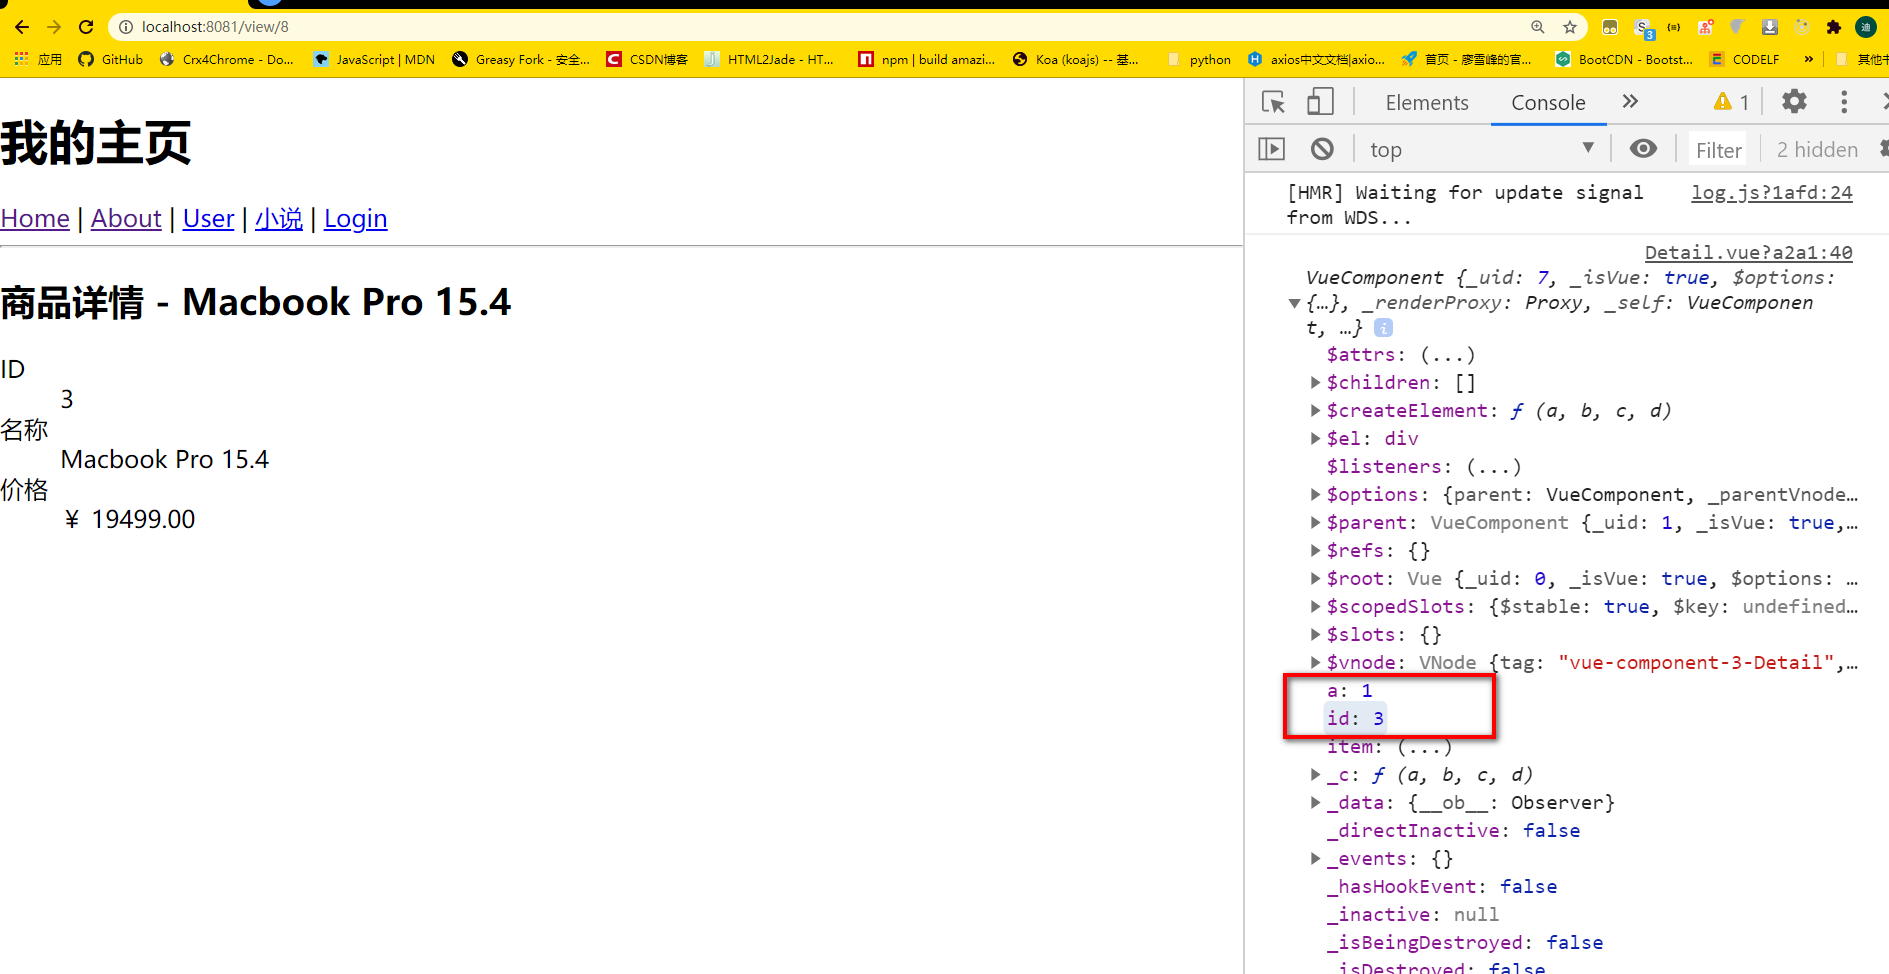 localhost:8081/view/8
S
3
迪
应用 GitHub Crx4Chrome - Do... JavaScript | MDN Greasy Fork - 安全... CSDN博客 HTML2Jade - HT... npm | build amazi... Koa (koajs) -- 基... python axios中文文档|axio... 首页 - 廖雪峰的官... BootCDN - Bootst... CODELF » 其他书
我的主页
Home | About | User | 小说 | Login
商品详情 - Macbook Pro 15.4
ID
3
名称
Macbook Pro 15.4
价格
¥ 19499.00
Elements Console 1
top Filter 2 hidden
[HMR] Waiting for update signal log.js?1afd:24
from WDS...
Detail.vue?a2a1:40
VueComponent {_uid: 7, _isVue: true, $options:
{…}, _renderProxy: Proxy, _self: VueComponen
t, …} i
$attrs: (...)
$children: []
$createElement: ƒ (a, b, c, d)
$el: div
$listeners: (...)
$options: {parent: VueComponent, _parentVnode…
$parent: VueComponent {_uid: 1, _isVue: true,…
$refs: {}
$root: Vue {_uid: 0, _isVue: true, $options: …
$scopedSlots: {$stable: true, $key: undefined…
$slots: {}
$vnode: VNode {tag: "vue-component-3-Detail",…
a: 1
id: 3
item: (...)
_c: ƒ (a, b, c, d)
_data: {__ob__: Observer}
_directInactive: false
_events: {}
_hasHookEvent: false
_inactive: null
_isBeingDestroyed: false
_isDestroyed: false